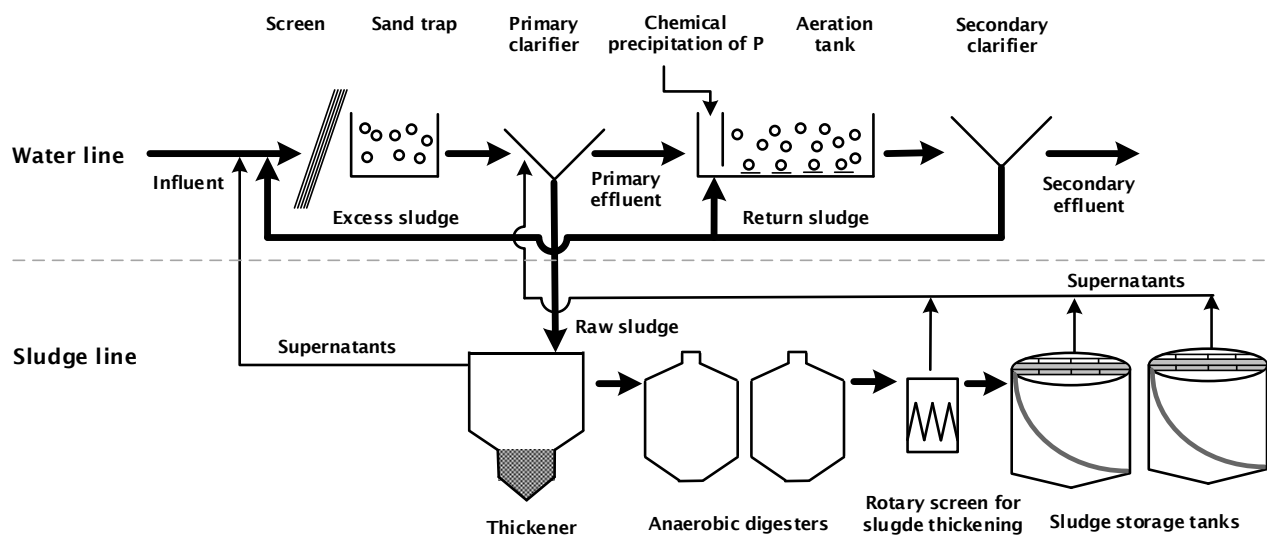 Screen
Sand trap
Primary
clarifier
Chemical
precipitation of P
Aeration
tank
Secondary
clarifier
Water line
Influent
Primary
effluent
Secondary
effluent
Excess sludge
Return sludge
Supernatants
Raw sludge
Sludge line
Supernatants
Thickener
Anaerobic digesters
Rotary screen for
slugde thickening
Sludge storage tanks